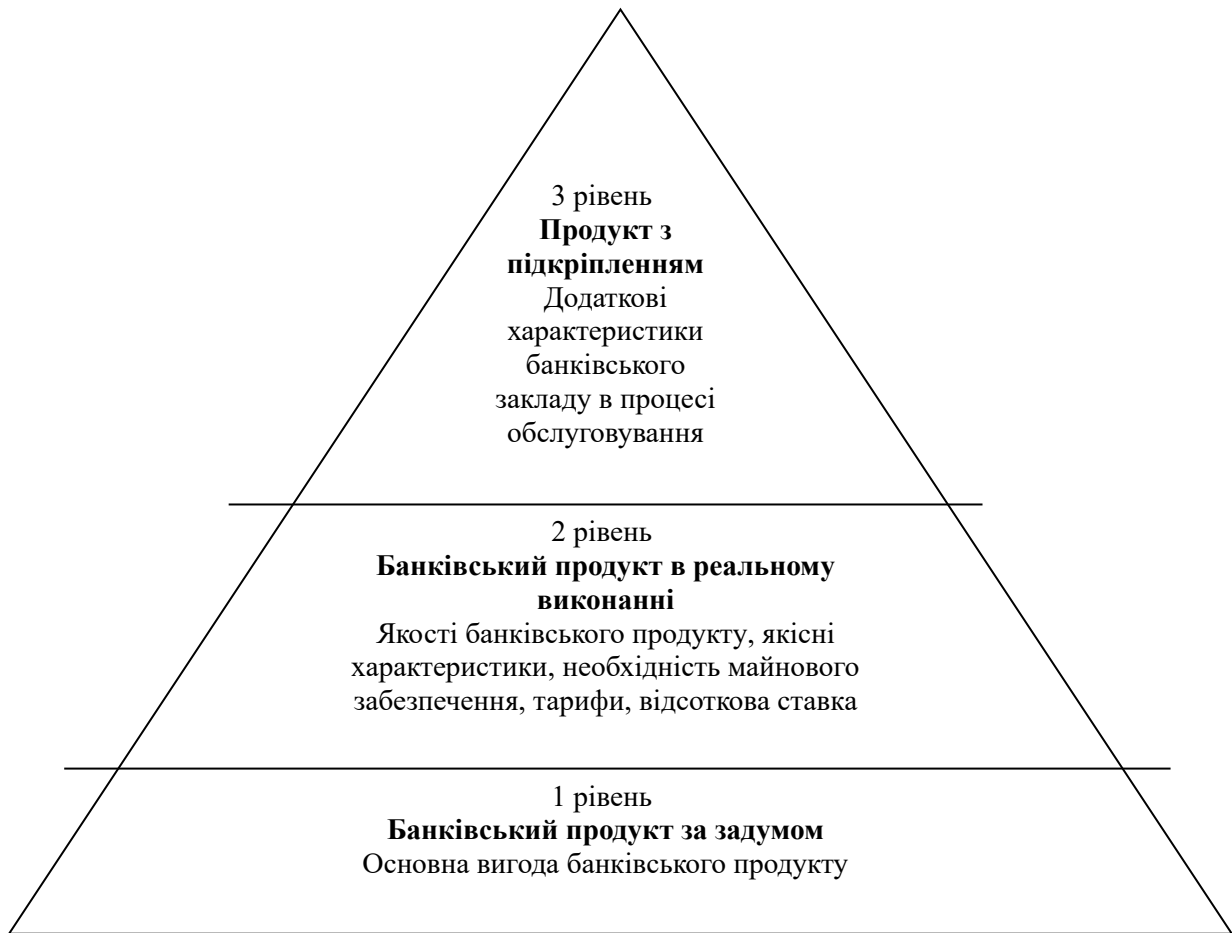 3 рівень
Продукт з
підкріпленням
Додаткові
характеристики
банківського
закладу в процесі
обслуговування
2 рівень
Банківський продукт в реальному
виконанні
Якості банківського продукту, якісні
характеристики, необхідність майнового
забезпечення, тарифи, відсоткова ставка
1 рівень
Банківський продукт за задумом
Основна вигода банківського продукту